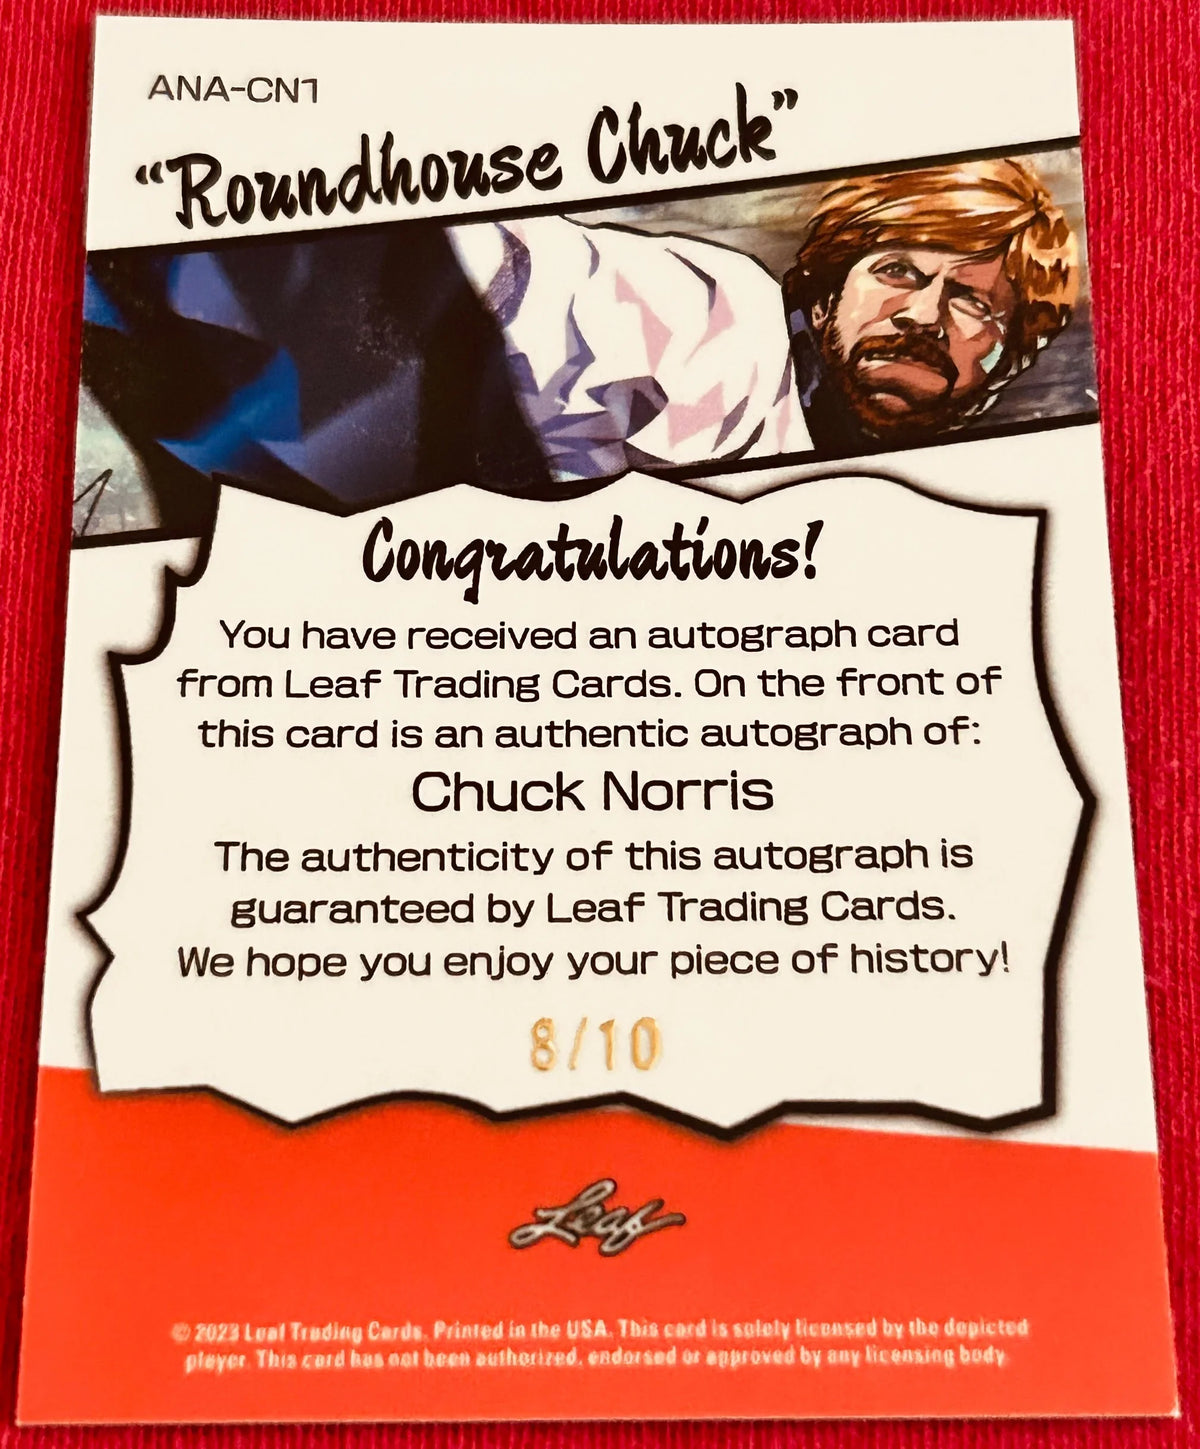 ANA-CN1
“Roundhouse Chuck”
Congratulations!
You have received an autograph card
from Leaf Trading Cards. On the front of
this card is an authentic autograph of:
Chuck Norris
The authenticity of this autograph is
guaranteed by Leaf Trading Cards.
We hope you enjoy your piece of history!
8/10
Leaf
© 2023 Leaf Trading Cards. Printed in the USA. This card is solely licensed by the depicted
player. This card has not been authorized, endorsed or approved by any licensing body.